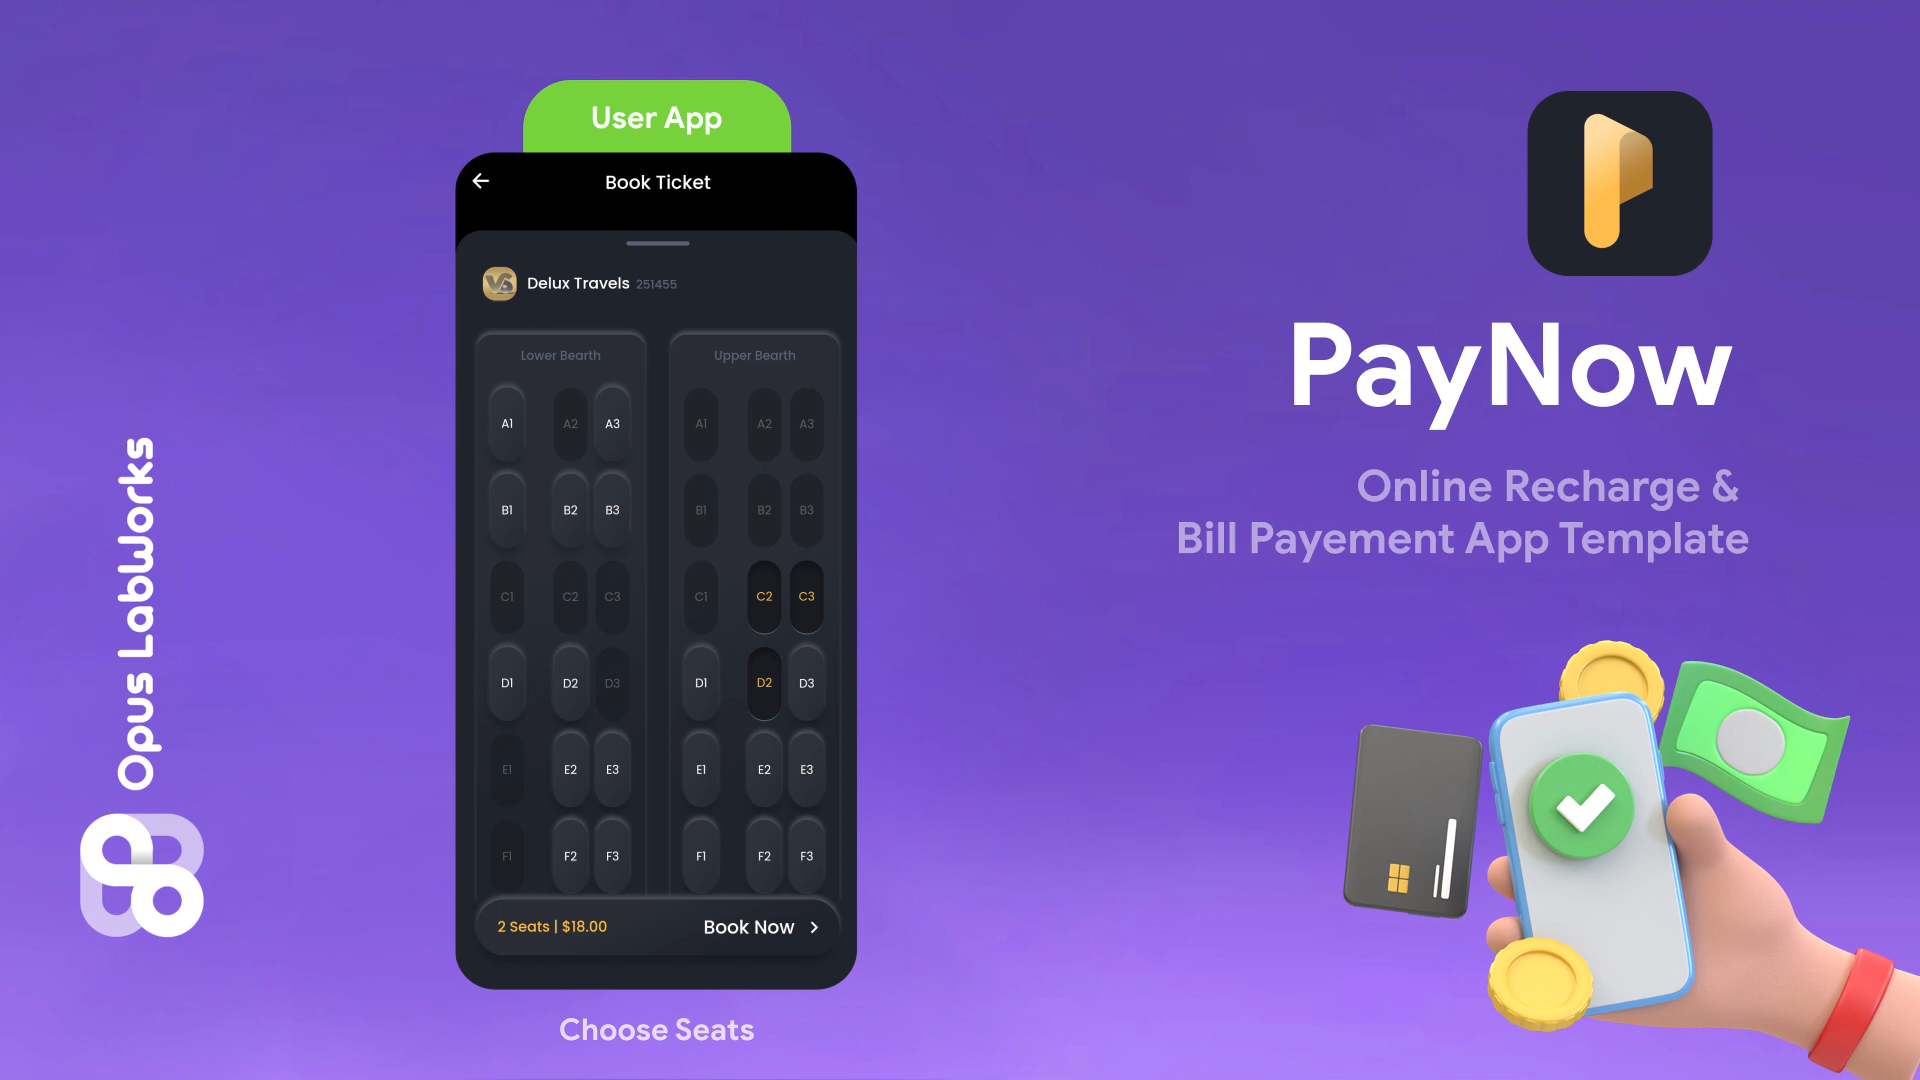 User App
Book Ticket
Delux Travels 251455
Lower Bearth
Upper Bearth
A1 A2 A3 A1 A2 A3
B1 B2 B3 B1 B2 B3
C1 C2 C3 C1 C2 C3
D1 D2 D3 D1 D2 D3
E1 E2 E3 E1 E2 E3
F1 F2 F3 F1 F2 F3
2 Seats | $18.00
Book Now
Choose Seats
PayNow
Online Recharge &
Bill Payement App Template
Opus LabWorks
VG